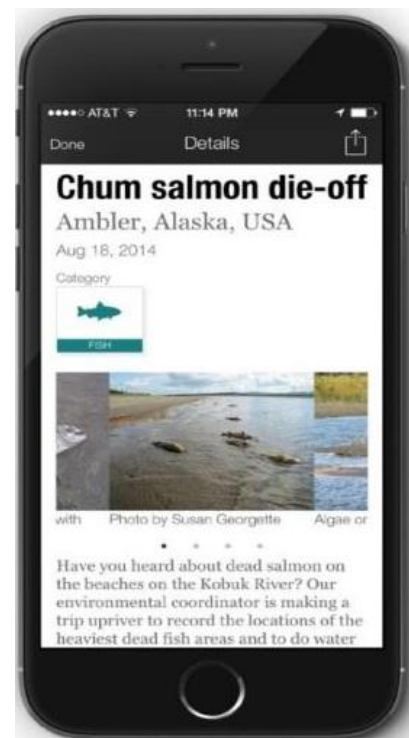 AT&T 11:14 PM
Done Details
Chum salmon die-off
Ambler, Alaska, USA
Aug 18, 2014
Category
FISH
with Photo by Susan Georgette Algae or
Have you heard about dead salmon on
the beaches on the Kobuk River? Our
environmental coordinator is making a
trip upriver to record the locations of the
heaviest dead fish areas and to do water